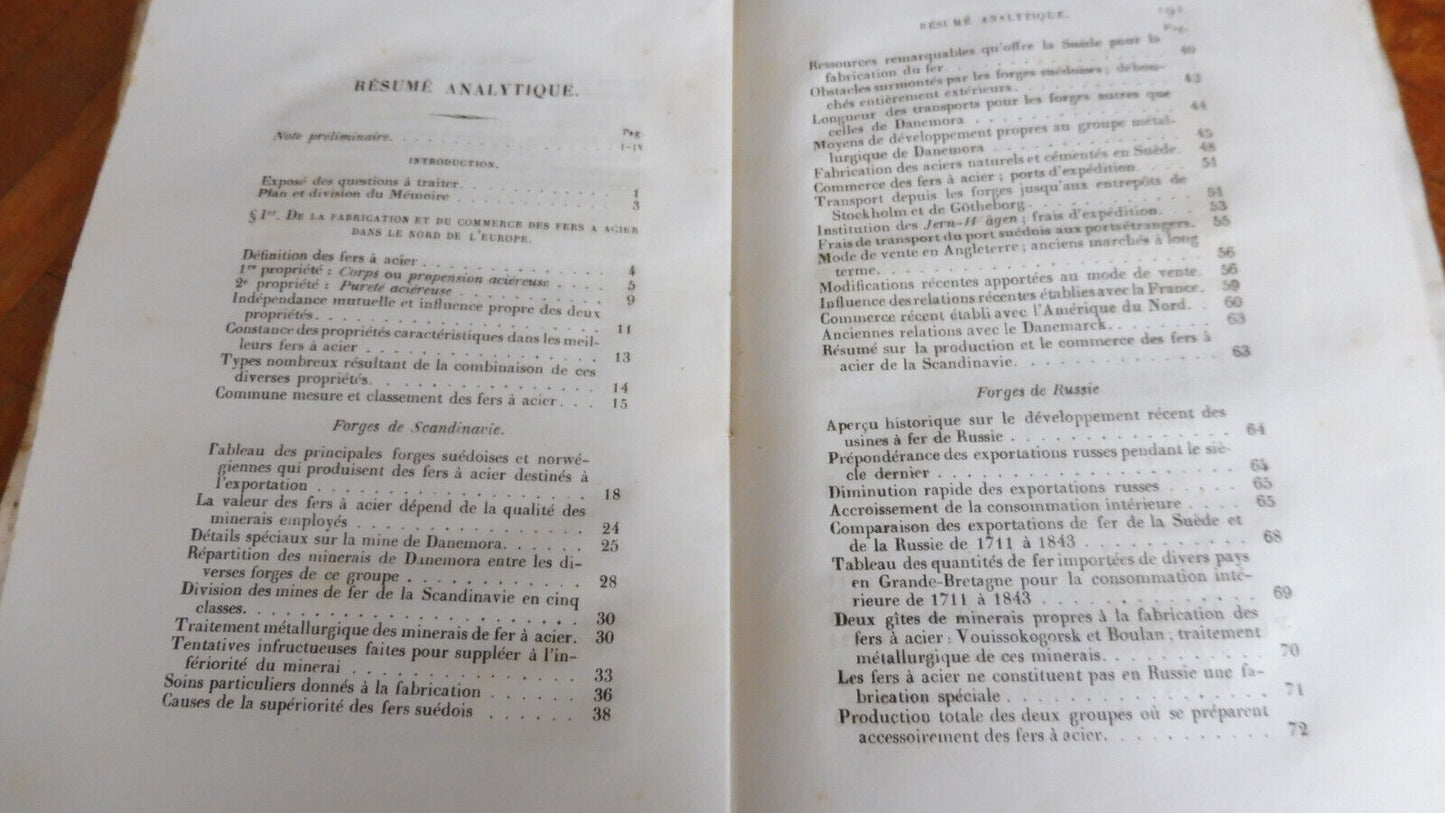 RÉSUMÉ ANALYTIQUE.
Pag.
Note préliminaire. I-IV
INTRODUCTION.
Exposé des questions à traiter. 1
Plan et division du Mémoire 3
§ Ier. DE LA FABRICATION ET DU COMMERCE DES FERS A ACIER
DANS LE NORD DE L'EUROPE.
Définition des fers à acier 4
1re propriété : Corps ou propension aciéreuse 5
2e propriété : Pureté aciéreuse 9
Indépendance mutuelle et influence propre des deux
propriétés. 11
Constance des propriétés caractéristiques dans les meil-
leurs fers à acier 13
Types nombreux résultant de la combinaison de ces
diverses propriétés. 14
Commune mesure et classement des fers à acier 15
Forges de Scandinavie.
Tableau des principales forges suédoises et norwé-
giennes qui produisent des fers à acier destinés à
l'exportation 18
La valeur des fers à acier dépend de la qualité des
minerais employés 24
Détails spéciaux sur la mine de Danemora. 25
Répartition des minerais de Danemora entre les di-
verses forges de ce groupe 28
Division des mines de fer de la Scandinavie en cinq
classes. 30
Traitement métallurgique des minerais de fer à acier. 30
Tentatives infructueuses faites pour suppléer à l'in-
fériorité du minerai 33
Soins particuliers donnés à la fabrication 36
Causes de la supériorité des fers suédois 38
RÉSUMÉ ANALYTIQUE. 191
Pag.
Ressources remarquables qu'offre la Suède pour la
fabrication du fer. 40
Obstacles surmontés par les forges suédoises ; débou-
chés entièrement extérieurs. 43
Longueur des transports pour les forges autres que
celles de Danemora 44
Moyens de développement propres au groupe métal-
lurgique de Danemora 45
Fabrication des aciers naturels et cémentés en Suède. 48
Commerce des fers à acier ; ports d'expédition. 51
Transport depuis les forges jusqu'aux entrepôts de
Stockholm et de Götheborg. 51
Institution des Jern-Wågen ; frais d'expédition. 53
Frais de transport du port suédois aux ports étrangers. 55
Mode de vente en Angleterre ; anciens marchés à long
terme. 56
Modifications récentes apportées au mode de vente. 56
Influence des relations récentes établies avec la France. 59
Commerce récent établi avec l'Amérique du Nord. 60
Anciennes relations avec le Danemarck. 63
Résumé sur la production et le commerce des fers à
acier de la Scandinavie. 63
Forges de Russie
Aperçu historique sur le développement récent des
usines à fer de Russie 64
Prépondérance des exportations russes pendant le siè-
cle dernier 64
Diminution rapide des exportations russes 65
Accroissement de la consommation intérieure 65
Comparaison des exportations de fer de la Suède et
de la Russie de 1711 à 1843 68
Tableau des quantités de fer importées de divers pays
en Grande-Bretagne pour la consommation inté-
rieure de 1711 à 1843 69
Deux gîtes de minerais propres à la fabrication des
fers à acier : Vouissokogorsk et Boulan ; traitement
métallurgique de ces minerais. 70
Les fers à acier ne constituent pas en Russie une fa-
brication spéciale 71
Production totale des deux groupes où se préparent
accessoirement des fers à acier. 72